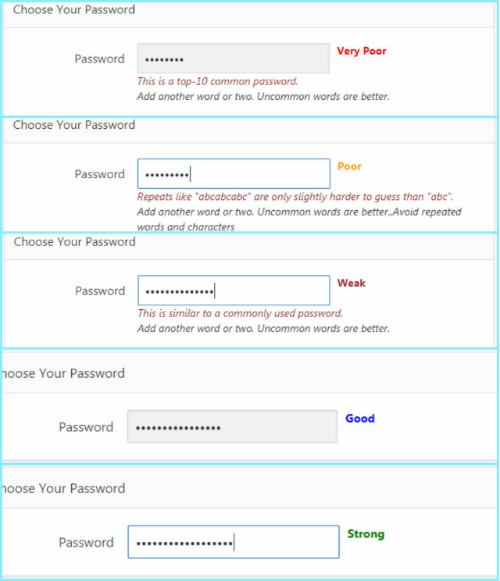 Choose Your Password
Password •••••••• Very Poor
This is a top-10 common password.
Add another word or two. Uncommon words are better.
Choose Your Password
Password ••••••••• Poor
Repeats like "abcabcabc" are only slightly harder to guess than "abc".
Add another word or two. Uncommon words are better..Avoid repeated
words and characters
Choose Your Password
Password •••••••••••••• Weak
This is similar to a commonly used password.
Add another word or two. Uncommon words are better.
hoose Your Password
Password •••••••••••••••• Good
hoose Your Password
Password •••••••••••••••••• Strong